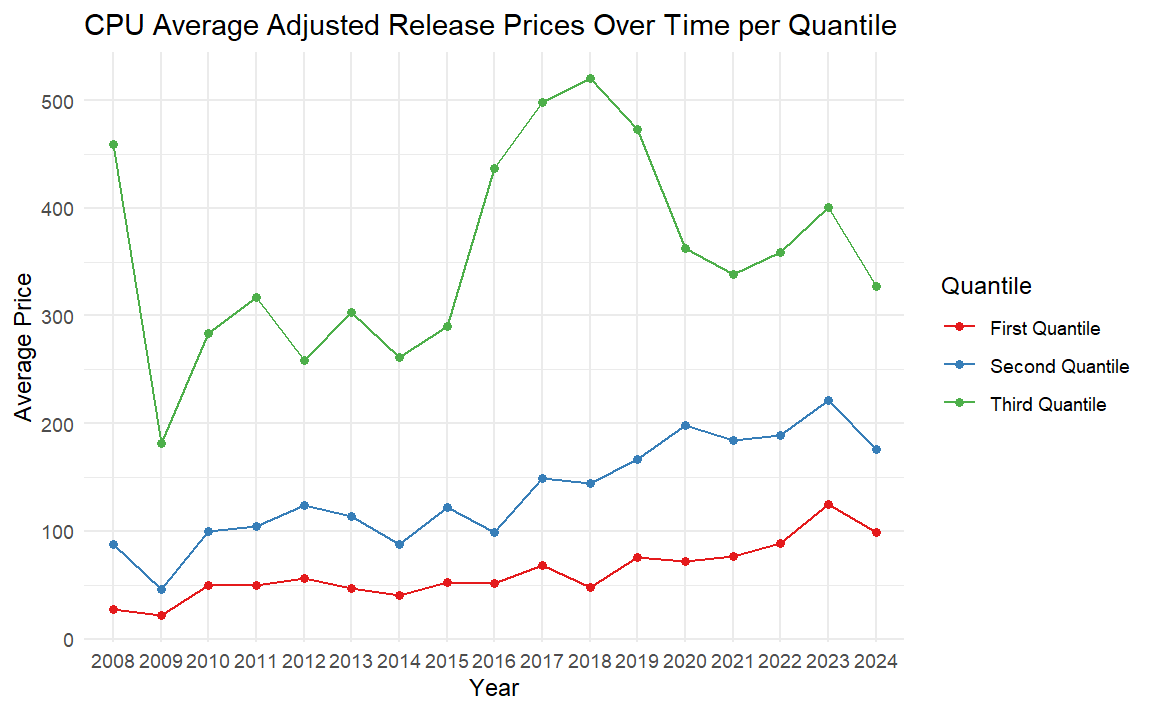 CPU Average Adjusted Release Prices Over Time per Quantile
Average Price
500
400
300
200
100
0
2008 2009 2010 2011 2012 2013 2014 2015 2016 2017 2018 2019 2020 2021 2022 2023 2024
Year
Quantile
First Quantile
Second Quantile
Third Quantile